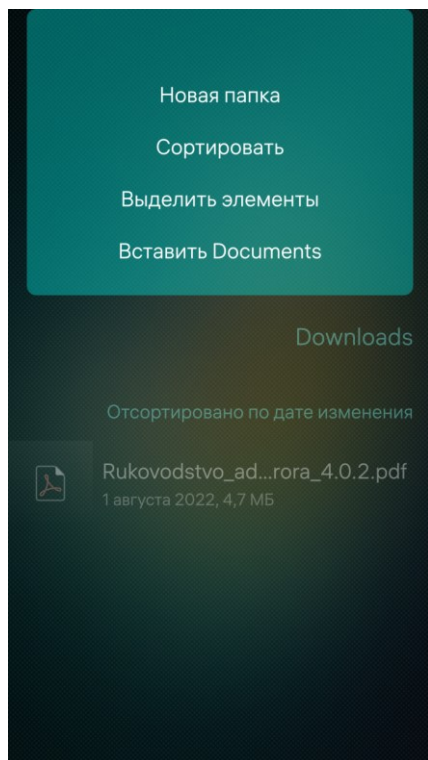 Новая папка
Сортировать
Выделить элементы
Вставить Documents
Downloads
Отсортировано по дате изменения
Rukovodstvo_ad...rora_4.0.2.pdf
1 августа 2022, 4,7 МБ